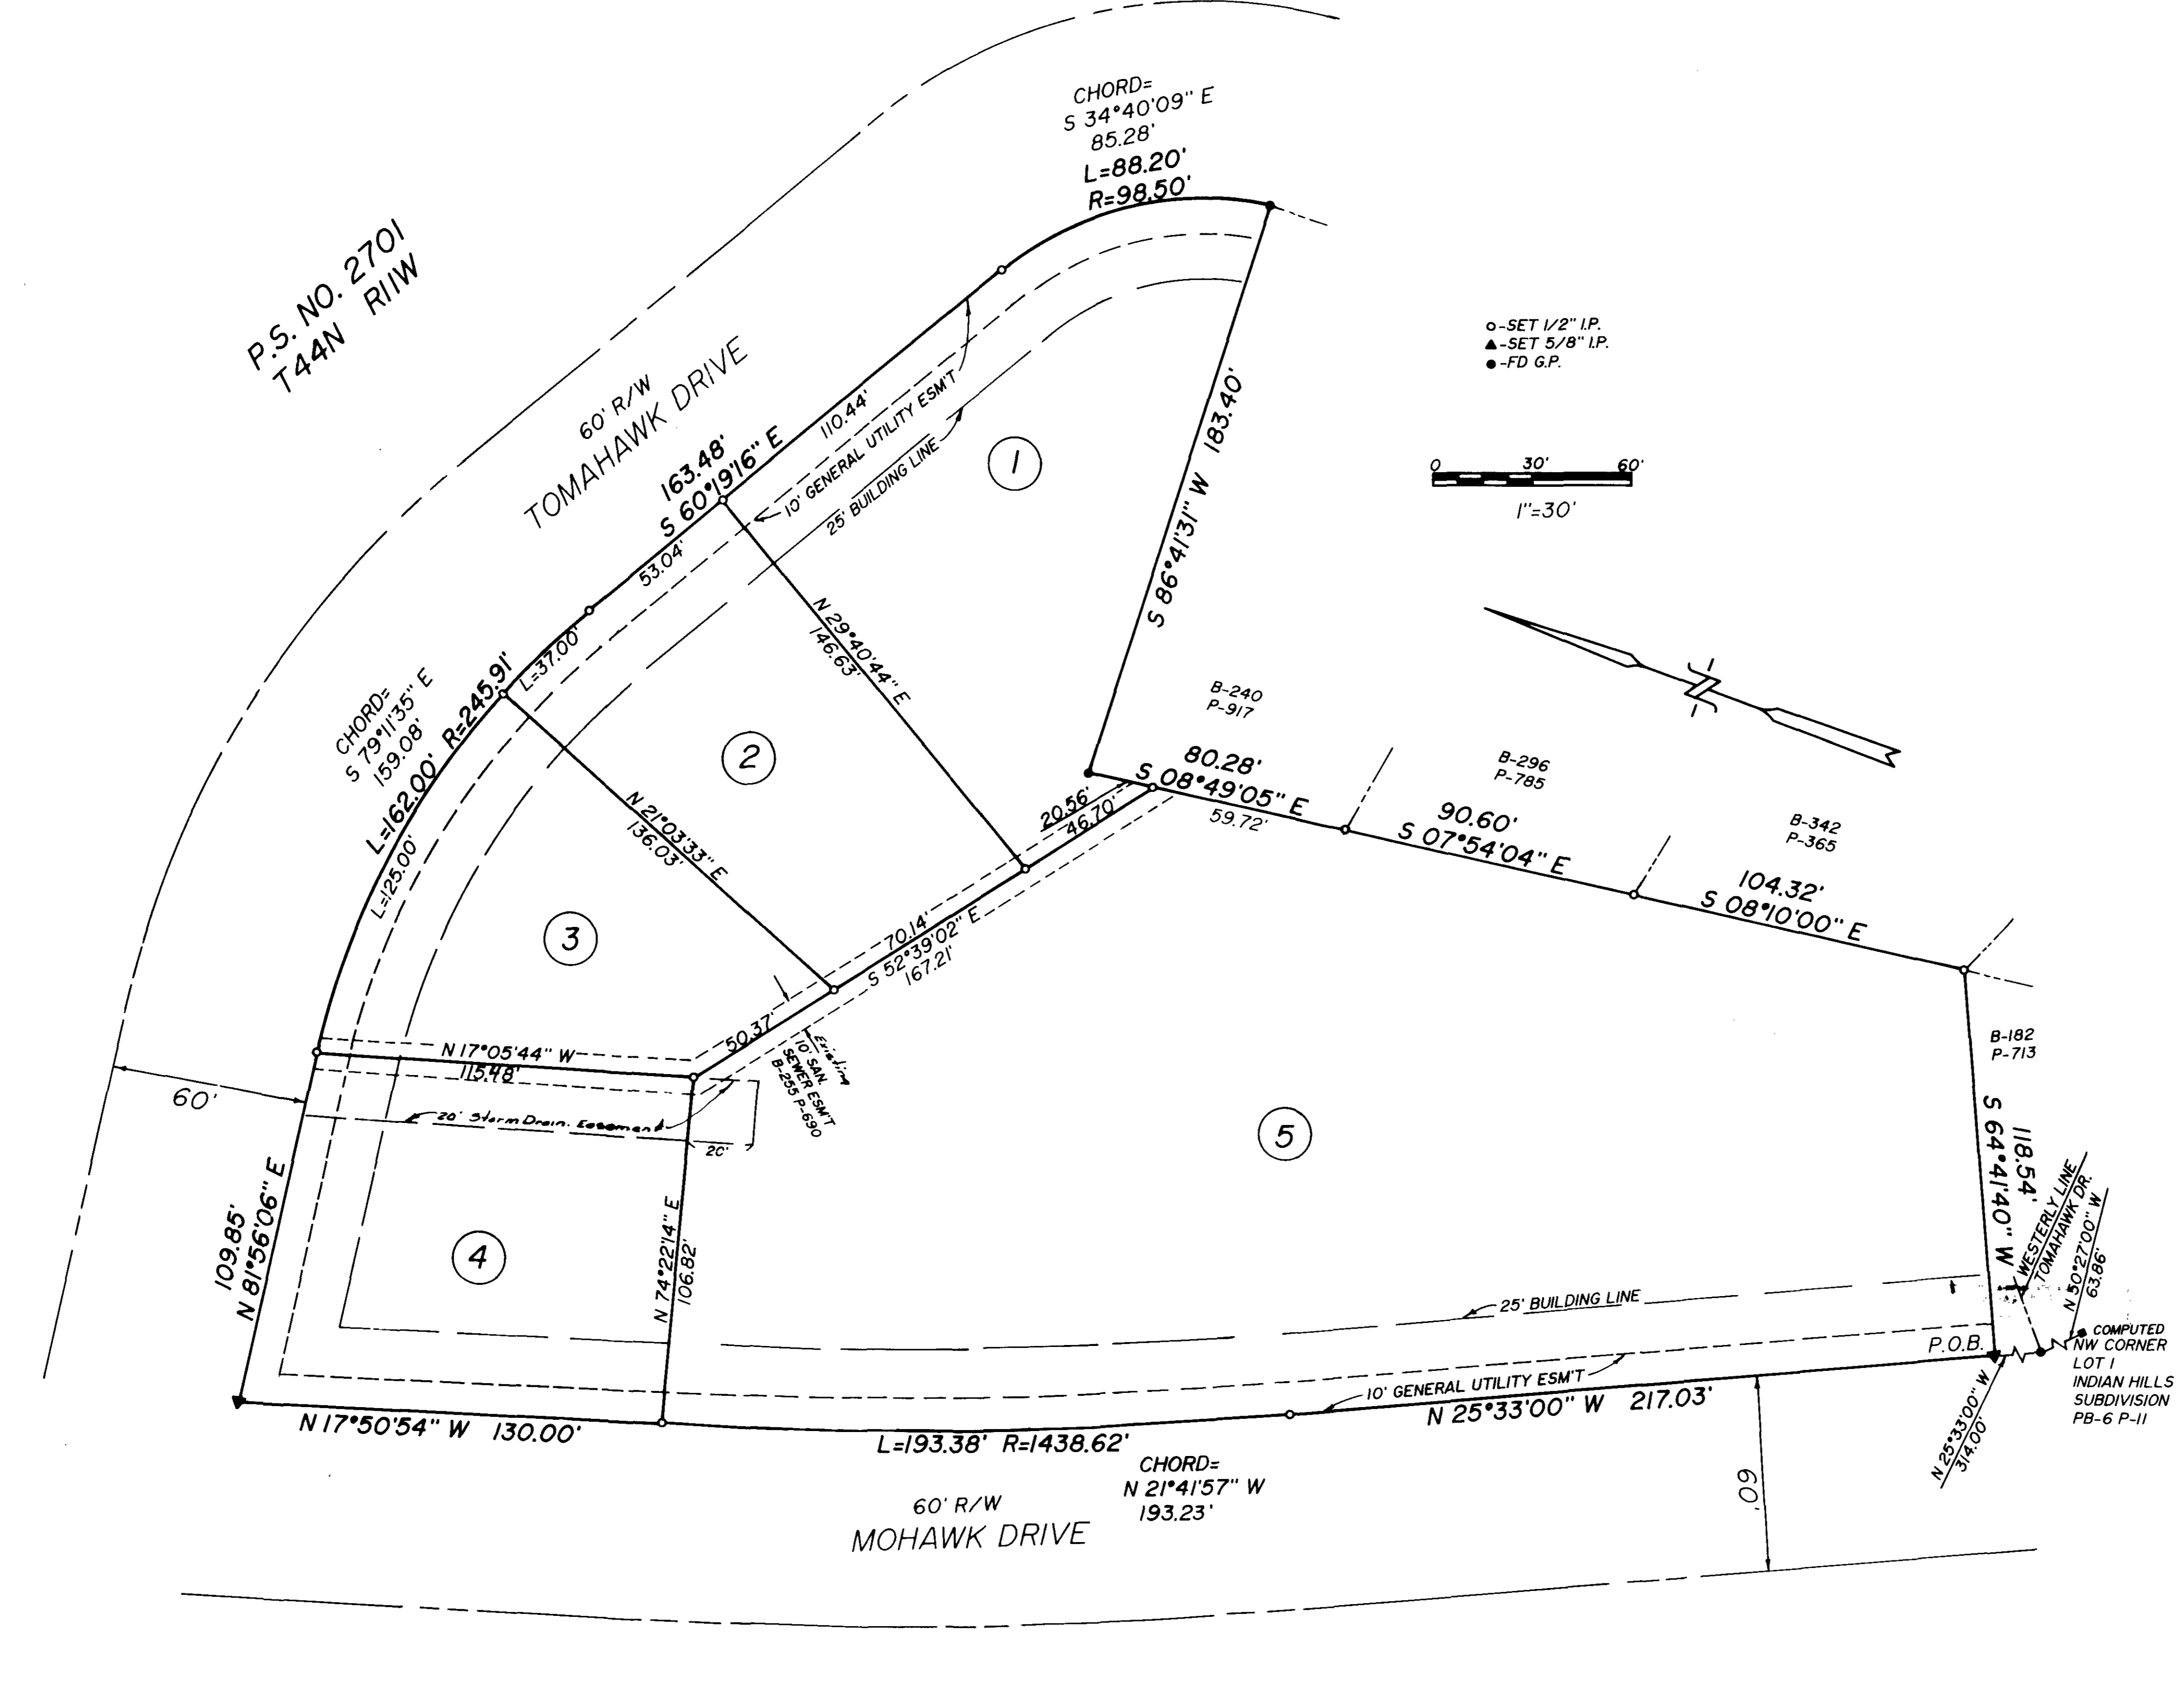 CHORD=
S 34°40'09" E
85.28'
L=88.20'
R=98.50'
P.S. NO. 2701
T44N R11W
60' R/W
TOMAHAWK DRIVE
163.48'
S 60°19'16" E
110.44'
10' GENERAL UTILITY ESM'T
25' BUILDING LINE
53.04'
1
S 86°41'31" W 183.40'
o-SET 1/2" I.P.
▲-SET 5/8" I.P.
●-FD G.P.
0 30' 60'
1"=30'
N 29°40'44" E
146.63'
CHORD=
S 79°11'35" E
159.08'
L=162.00' R=245.91'
L=37.00'
L=125.00'
2
N 21°03'33" E
136.03'
3
B-240
P-917
80.28'
S 08°49'05" E
59.72'
20.56'
46.70'
B-296
P-785
90.60'
S 07°54'04" E
B-342
P-365
104.32'
S 08°10'00" E
70.14'
S 52°39'02" E
167.21'
50.37'
Existing
10' SAN.
SEWER ESM'T
B-255 P-690
N 17°05'44" W
115.48'
20' Storm Drain. Easement
20'
60'
109.85'
N 81°56'06" E
4
N 74°22'14" E
106.82'
5
B-182
P-713
118.54'
S 64°41'40" W
WESTERLY LINE
TOMAHAWK DR.
N 50°27'00" W
63.86'
25' BUILDING LINE
10' GENERAL UTILITY ESM'T
P.O.B.
COMPUTED
NW CORNER
LOT 1
INDIAN HILLS
SUBDIVISION
PB-6 P-11
N 25°33'00" W
314.00'
N 17°50'54" W 130.00'
L=193.38' R=1438.62'
CHORD=
N 21°41'57" W
193.23'
N 25°33'00" W 217.03'
60'
60' R/W
MOHAWK DRIVE